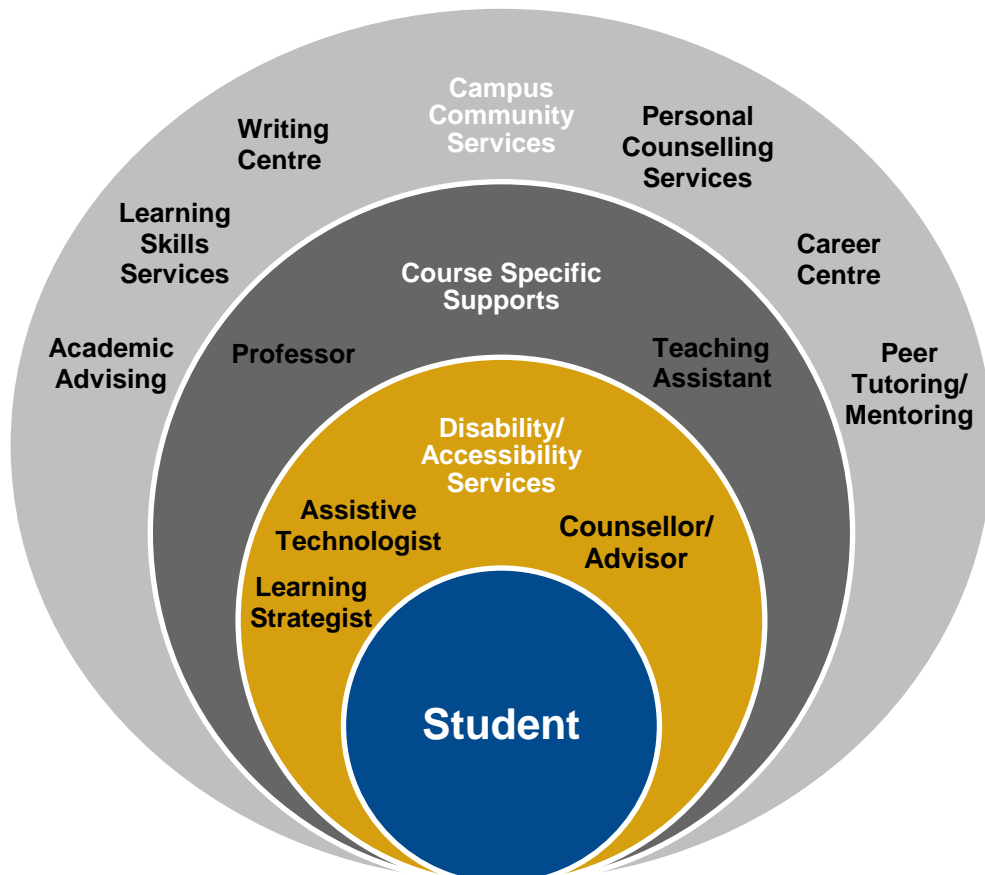 Campus
Community
Services
Writing
Centre
Personal
Counselling
Services
Learning
Skills
Services
Career
Centre
Course Specific
Supports
Academic
Advising
Professor
Teaching
Assistant
Peer
Tutoring/
Mentoring
Disability/
Accessibility
Services
Assistive
Technologist
Counsellor/
Advisor
Learning
Strategist
Student